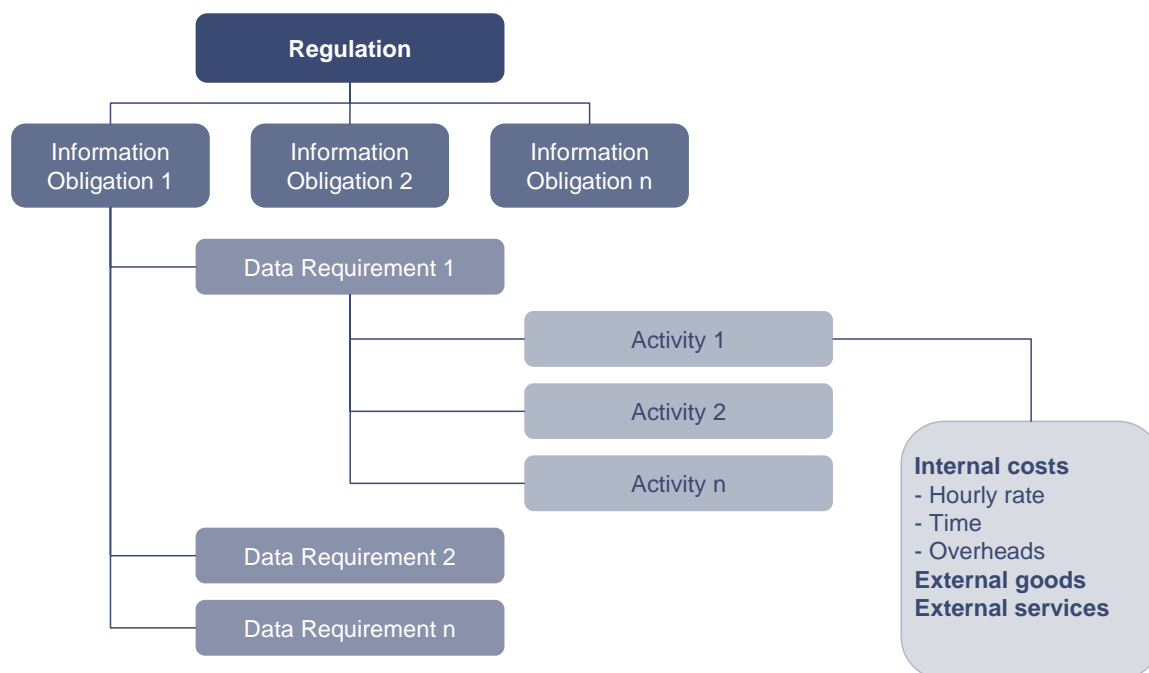 Regulation
Information
Obligation 1
Information
Obligation 2
Information
Obligation n
Data Requirement 1
Activity 1
Activity 2
Activity n
Internal costs
- Hourly rate
- Time
- Overheads
External goods
External services
Data Requirement 2
Data Requirement n